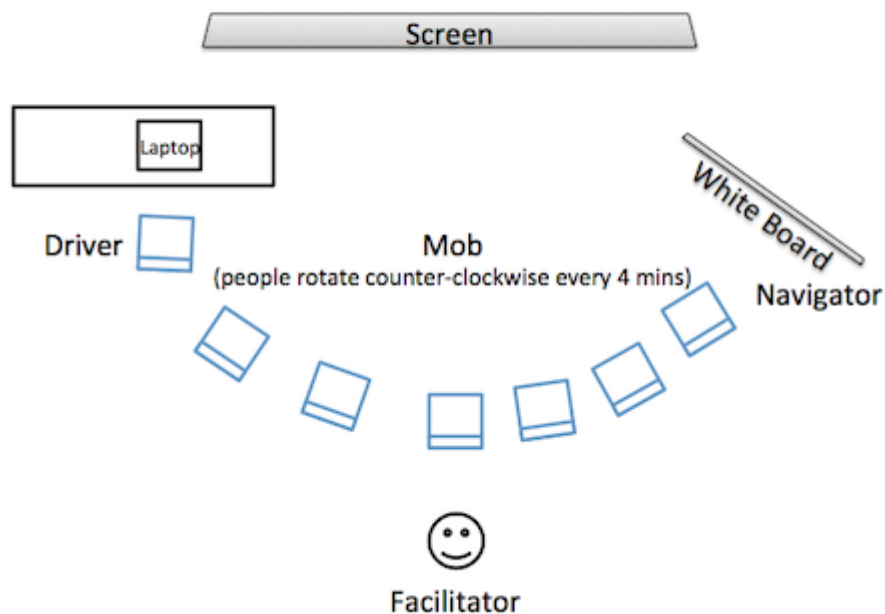 Screen
Laptop
White Board
Driver
Mob
(people rotate counter-clockwise every 4 mins)
Navigator
Facilitator